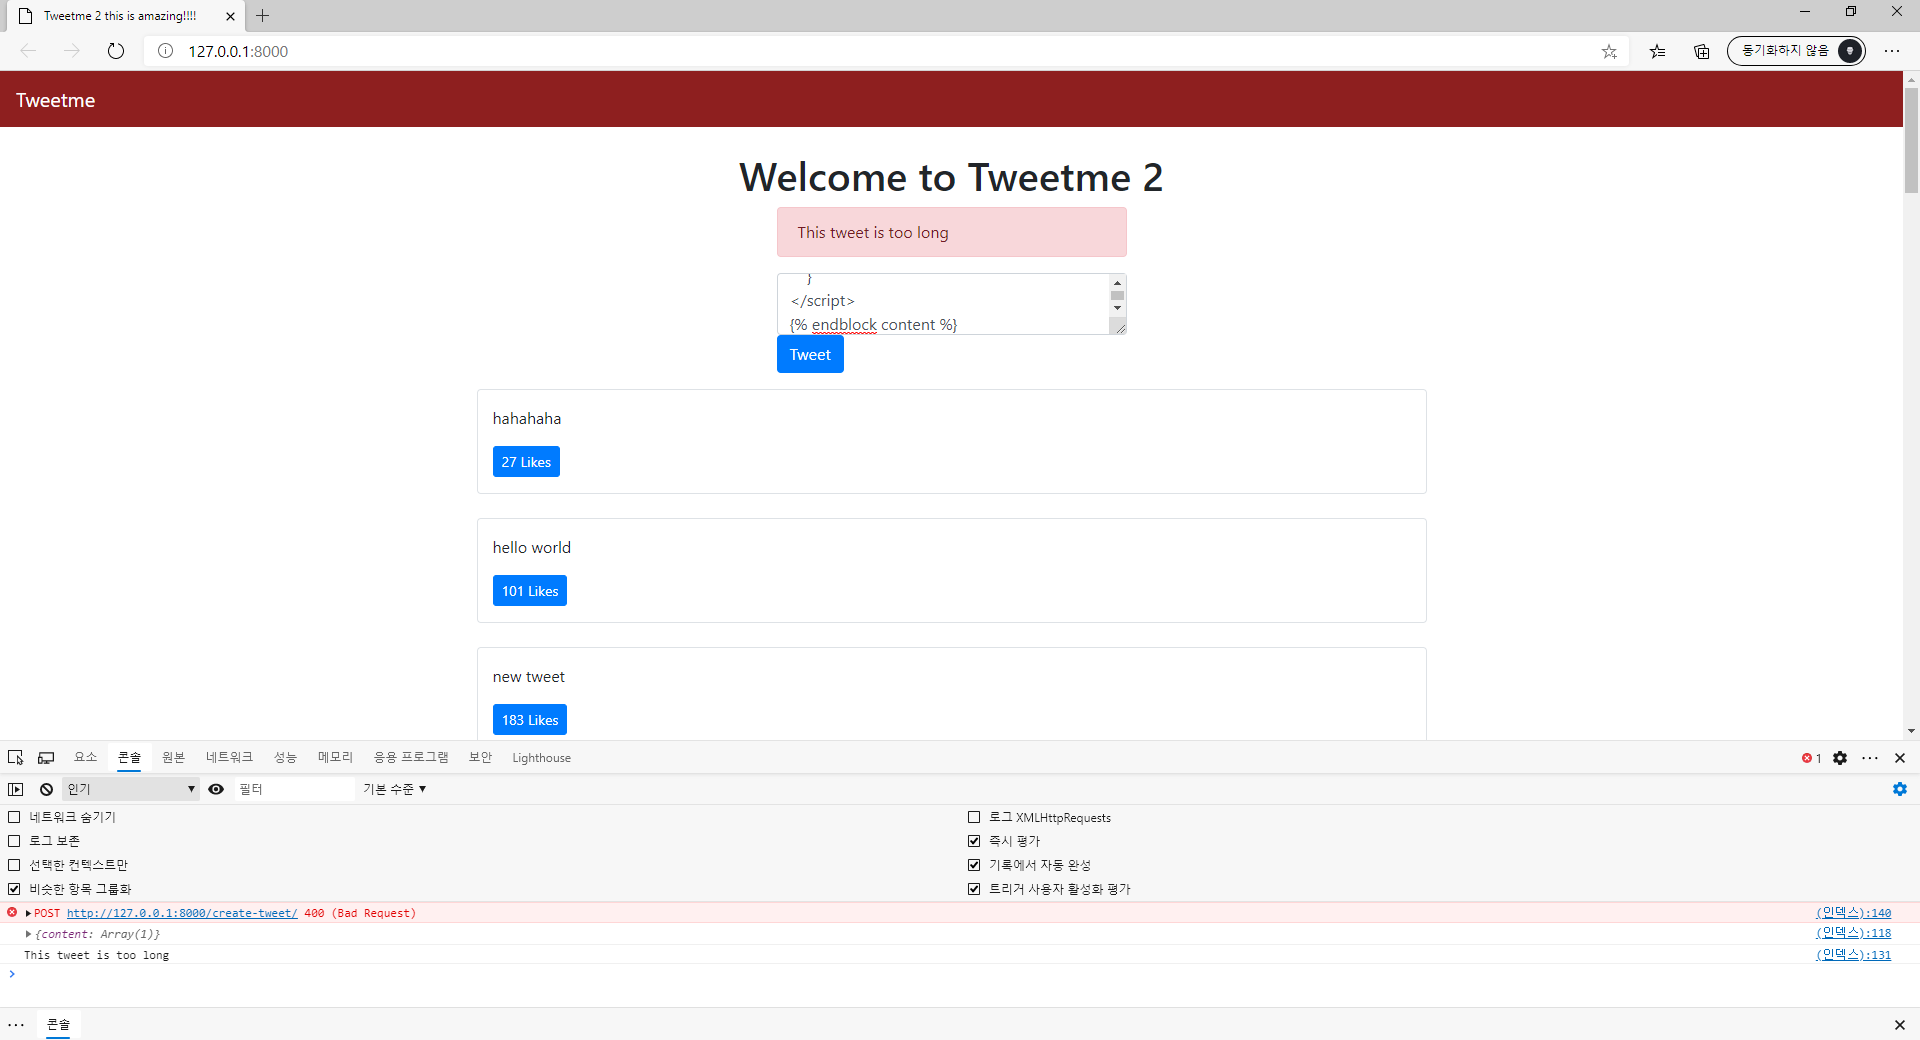 Tweetme 2 this is amazing!!!!
127.0.0.1:8000
동기화하지 않음
Tweetme
Welcome to Tweetme 2
This tweet is too long
}
</script>
{% endblock content %}
Tweet
hahahaha
27 Likes
hello world
101 Likes
new tweet
183 Likes
요소 콘솔 원본 네트워크 성능 메모리 응용 프로그램 보안 Lighthouse 1
인기 필터 기본 수준
네트워크 숨기기
로그 XMLHttpRequests
로그 보존
즉시 평가
선택한 컨텍스트만
기록에서 자동 완성
비슷한 항목 그룹화
트리거 사용자 활성화 평가
POST http://127.0.0.1:8000/create-tweet/ 400 (Bad Request) (인덱스):140
{content: Array(1)} (인덱스):118
This tweet is too long (인덱스):131
콘솔